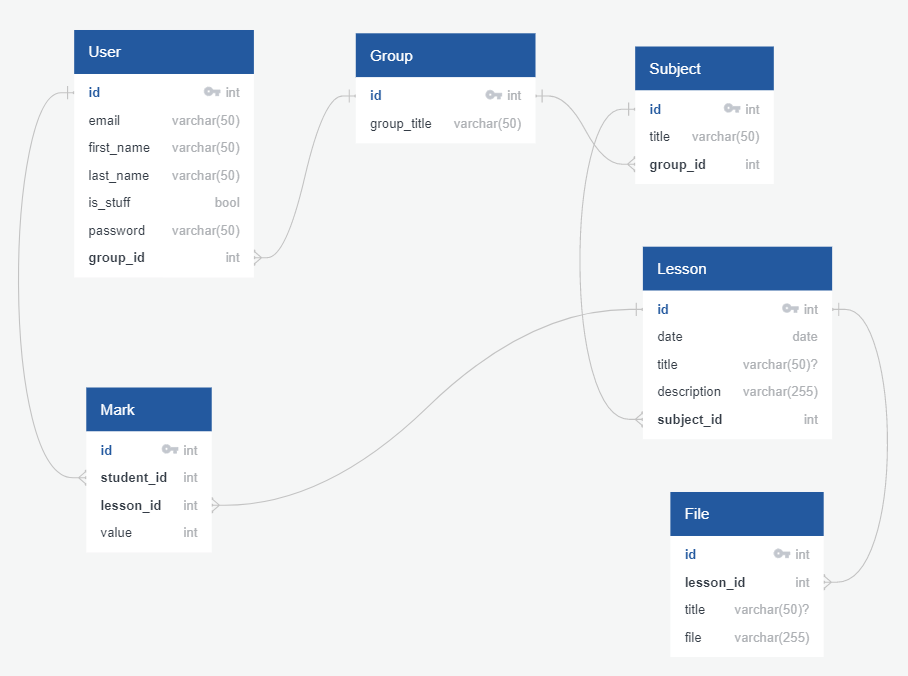 User
id int
email varchar(50)
first_name varchar(50)
last_name varchar(50)
is_stuff bool
password varchar(50)
group_id int
Group
id int
group_title varchar(50)
Subject
id int
title varchar(50)
group_id int
Lesson
id int
date date
title varchar(50)?
description varchar(255)
subject_id int
Mark
id int
student_id int
lesson_id int
value int
File
id int
lesson_id int
title varchar(50)?
file varchar(255)